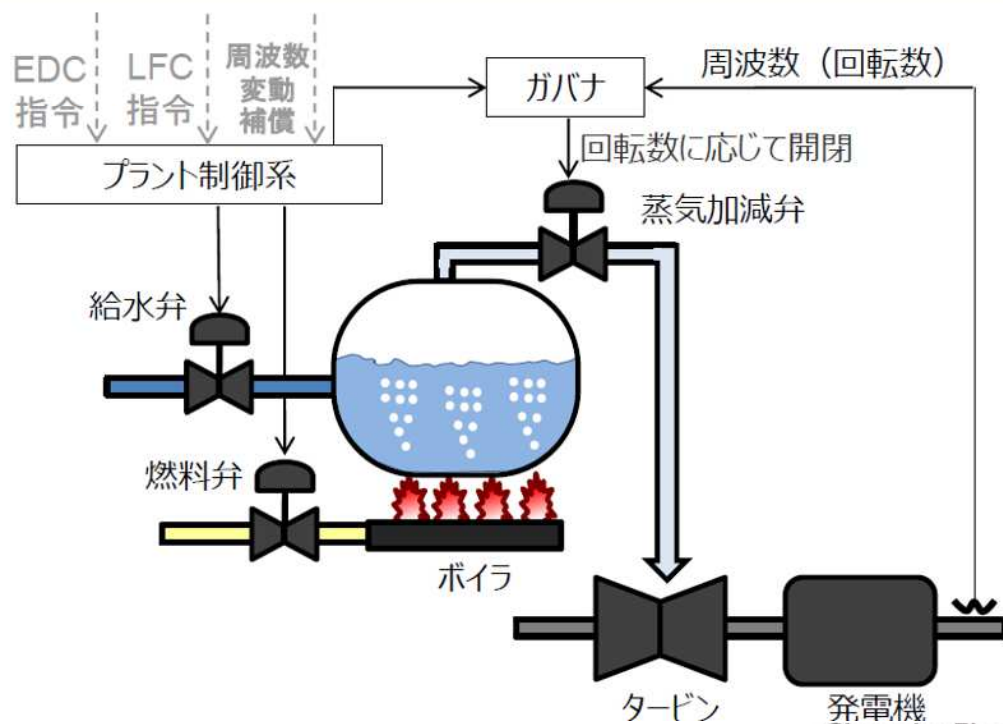 EDC
指令
LFC
指令
周波数
変動
補償
ガバナ
周波数（回転数）
プラント制御系
回転数に応じて開閉
蒸気加減弁
給水弁
燃料弁
ボイラ
タービン
発電機